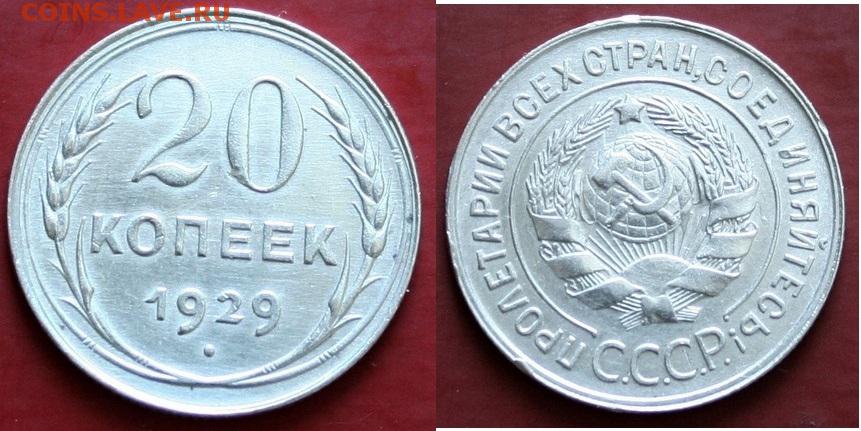 COINS.LAVE.RU
20
КОПЕЕК
1929
ПРОЛЕТАРИИ ВСЕХ СТРАН, СОЕДИНЯЙТЕСЬ!
С.С.С.Р.